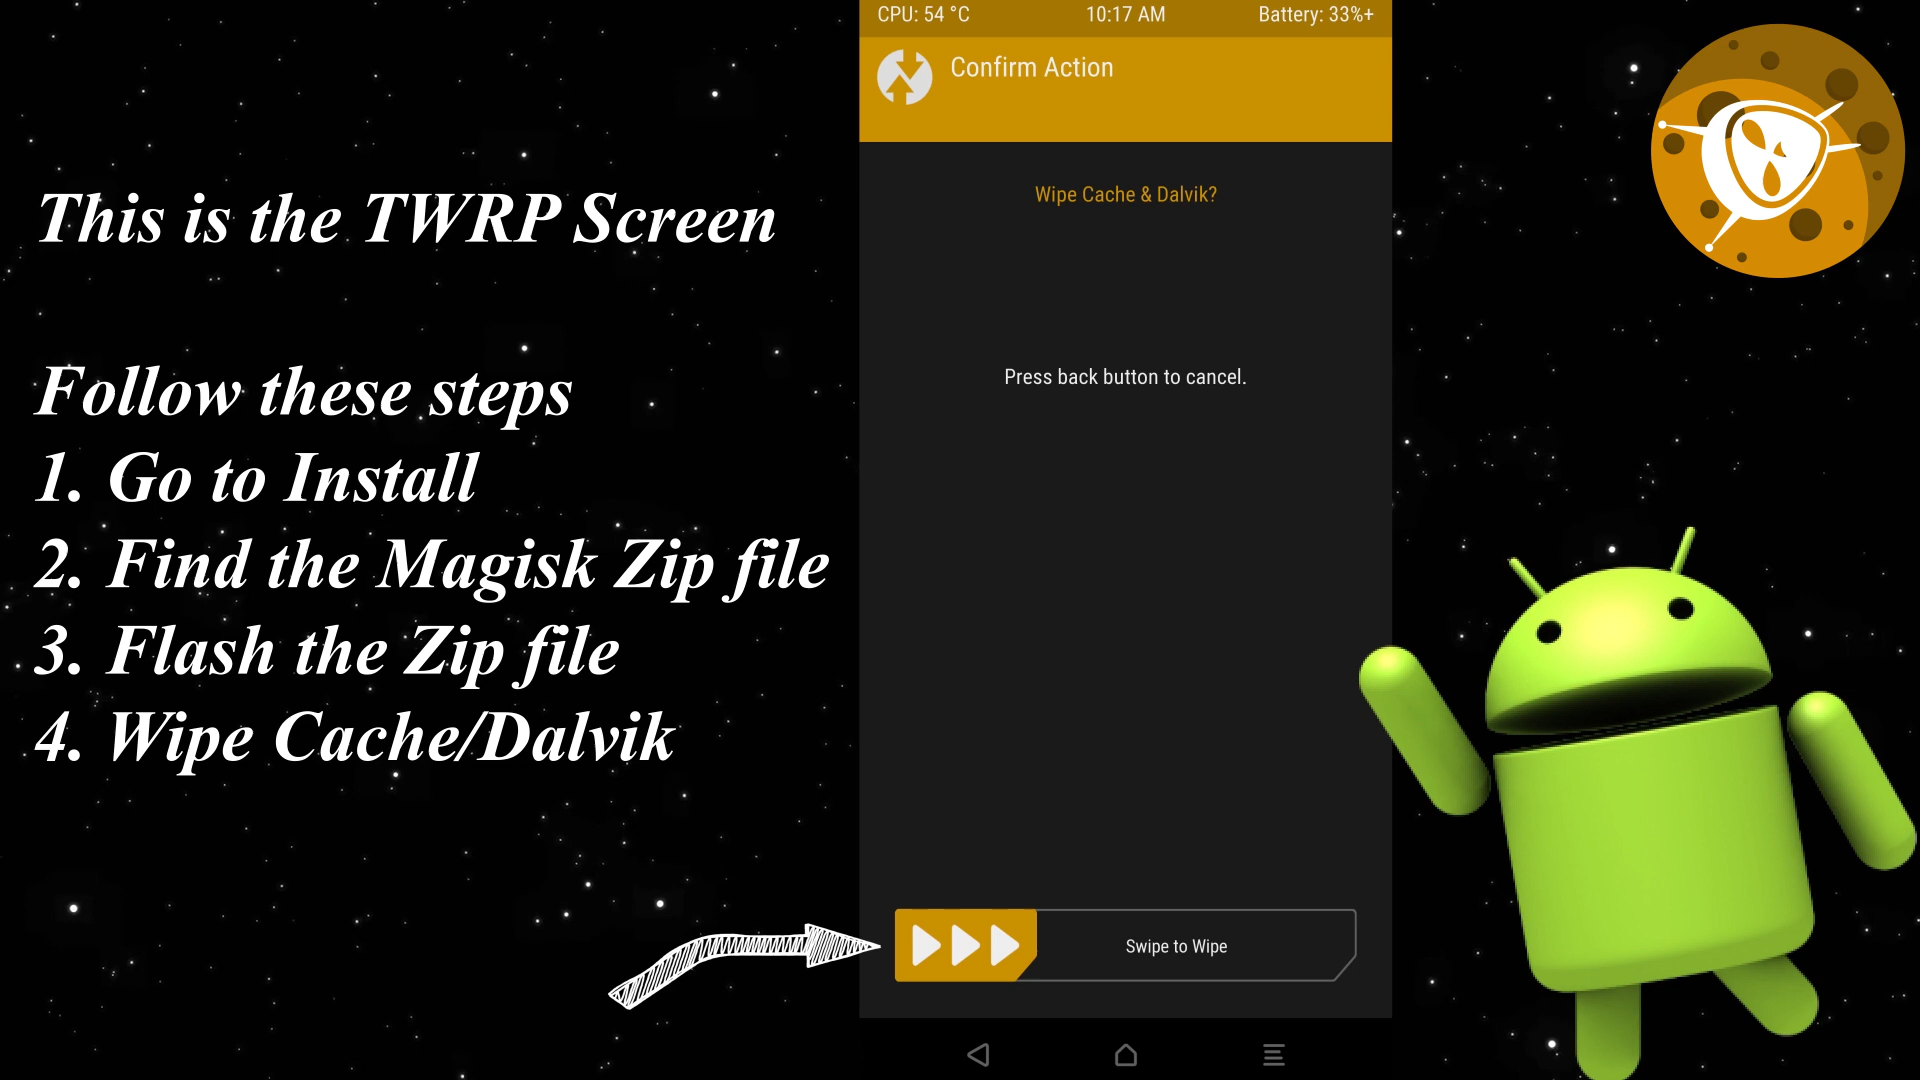 This is the TWRP Screen
Follow these steps
1. Go to Install
2. Find the Magisk Zip file
3. Flash the Zip file
4. Wipe Cache/Dalvik
CPU: 54 °C 10:17 AM Battery: 33%+
Confirm Action
Wipe Cache & Dalvik?
Press back button to cancel.
Swipe to Wipe